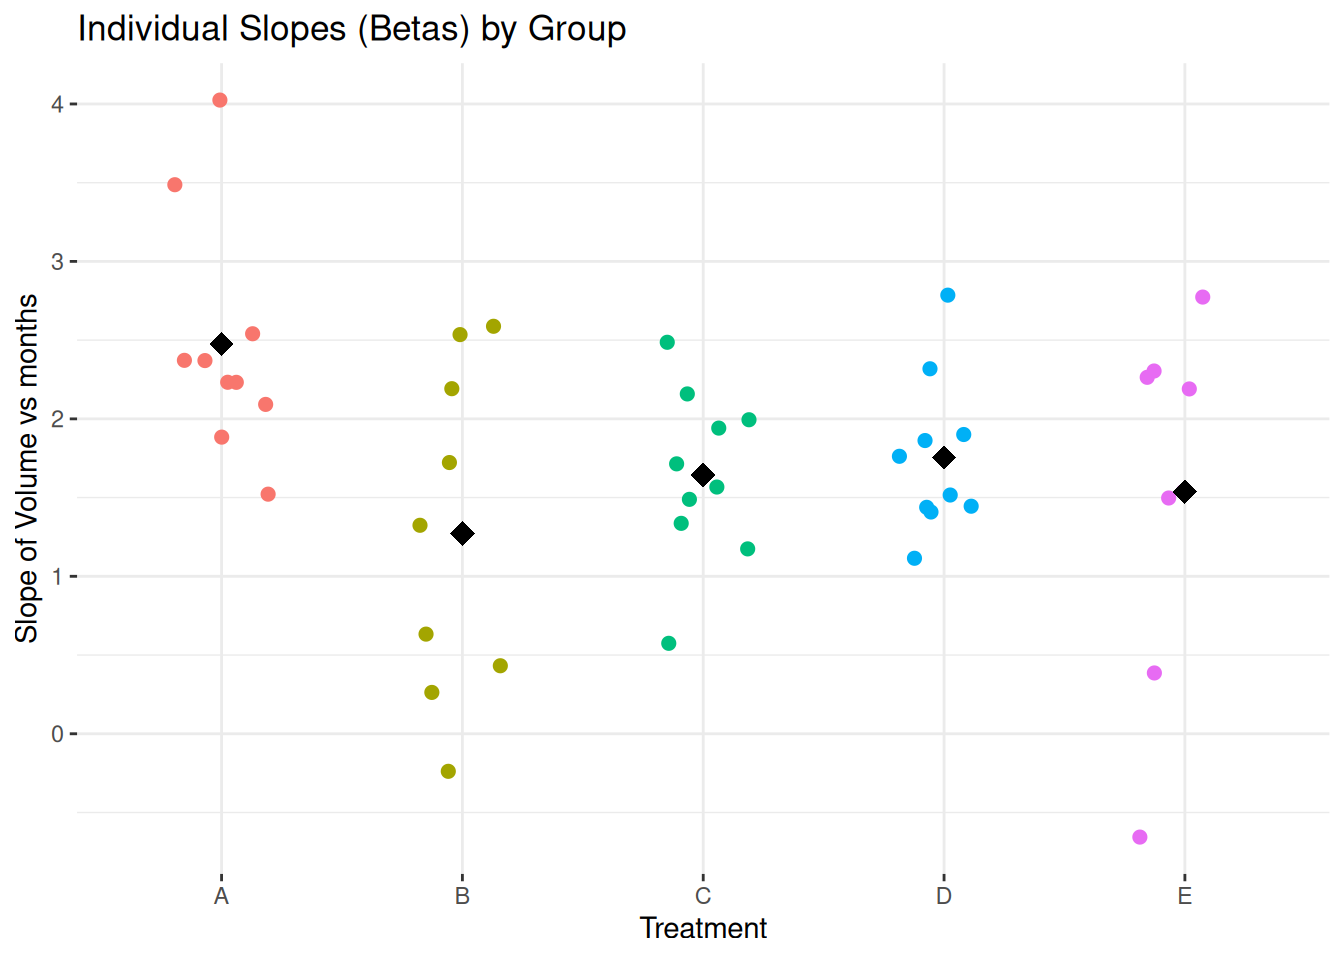 Individual Slopes (Betas) by Group
Slope of Volume vs months
4
3
2
1
0
A B C D E
Treatment